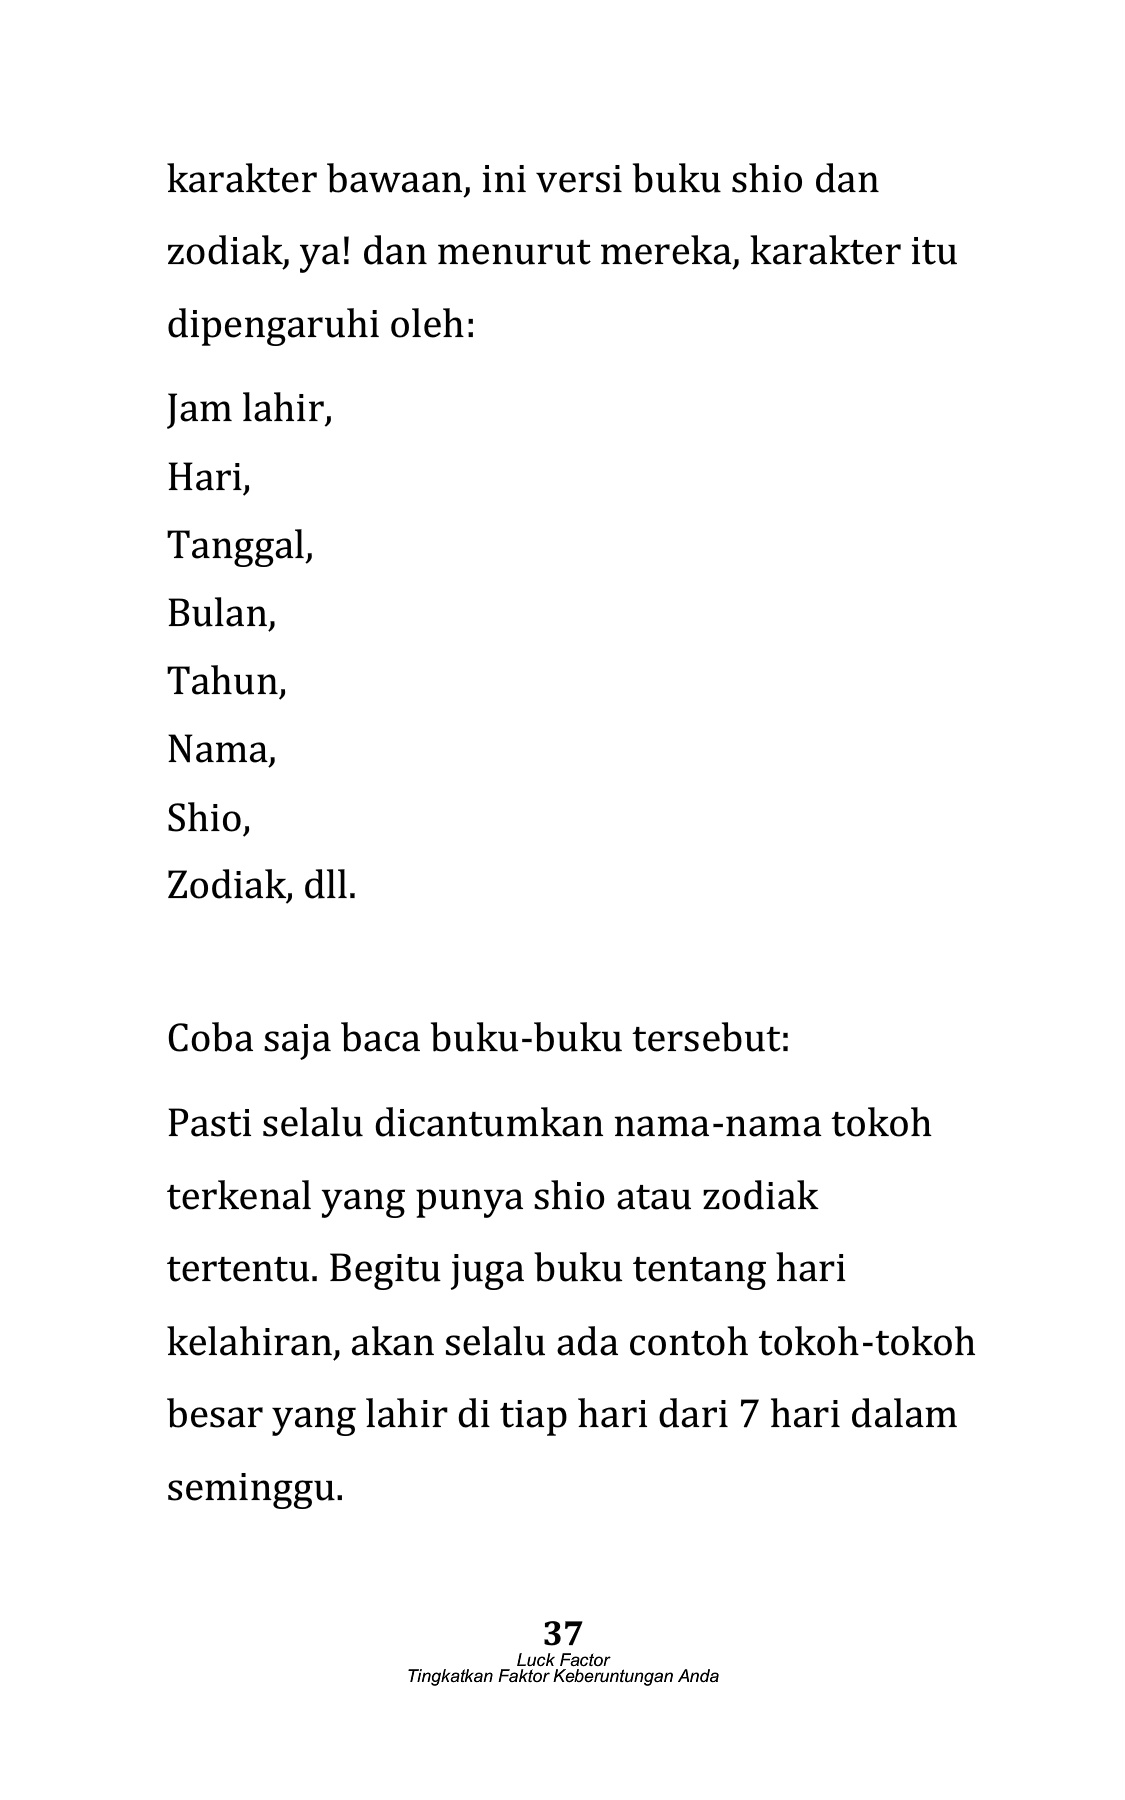 karakter bawaan, ini versi buku shio dan
zodiak, ya! dan menurut mereka, karakter itu
dipengaruhi oleh:
Jam lahir,
Hari,
Tanggal,
Bulan,
Tahun,
Nama,
Shio,
Zodiak, dll.
Coba saja baca buku-buku tersebut:
Pasti selalu dicantumkan nama-nama tokoh
terkenal yang punya shio atau zodiak
tertentu. Begitu juga buku tentang hari
kelahiran, akan selalu ada contoh tokoh-tokoh
besar yang lahir di tiap hari dari 7 hari dalam
seminggu.
37
Luck Factor
Tingkatkan Faktor Keberuntungan Anda